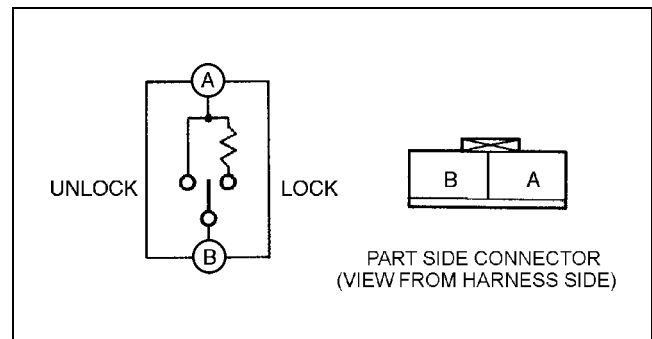 A
UNLOCK
LOCK
B
B A
PART SIDE CONNECTOR
(VIEW FROM HARNESS SIDE)